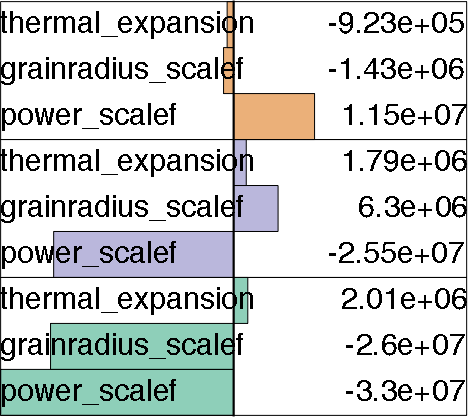 thermal_expansion -9.23e+05
grainradius_scalef -1.43e+06
power_scalef 1.15e+07
thermal_expansion 1.79e+06
grainradius_scalef 6.3e+06
power_scalef -2.55e+07
thermal_expansion 2.01e+06
grainradius_scalef -2.6e+07
power_scalef -3.3e+07